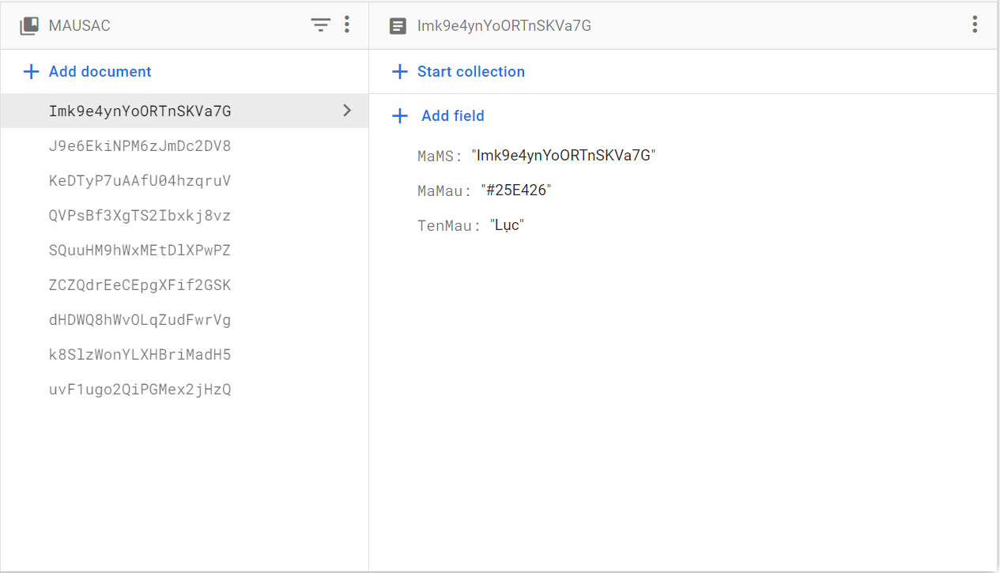 MAUSAC
Add document
Imk9e4ynYoORTnSKVa7G
J9e6EkiNPM6zJmDc2DV8
KeDTyP7uAAfU04hzqruV
QVPsBf3XgTS2Ibxkj8vz
SQuuHM9hWxMEtDlXPwPZ
ZCZQdrEeCEpgXFif2GSK
dHDWQ8hWvOLqZudFwrVg
k8SlzWonYLXHBriMadH5
uvF1ugo2QiPGMex2jHzQ
Imk9e4ynYoORTnSKVa7G
Start collection
Add field
MaMS: "Imk9e4ynYoORTnSKVa7G"
MaMau: "#25E426"
TenMau: "Lục"